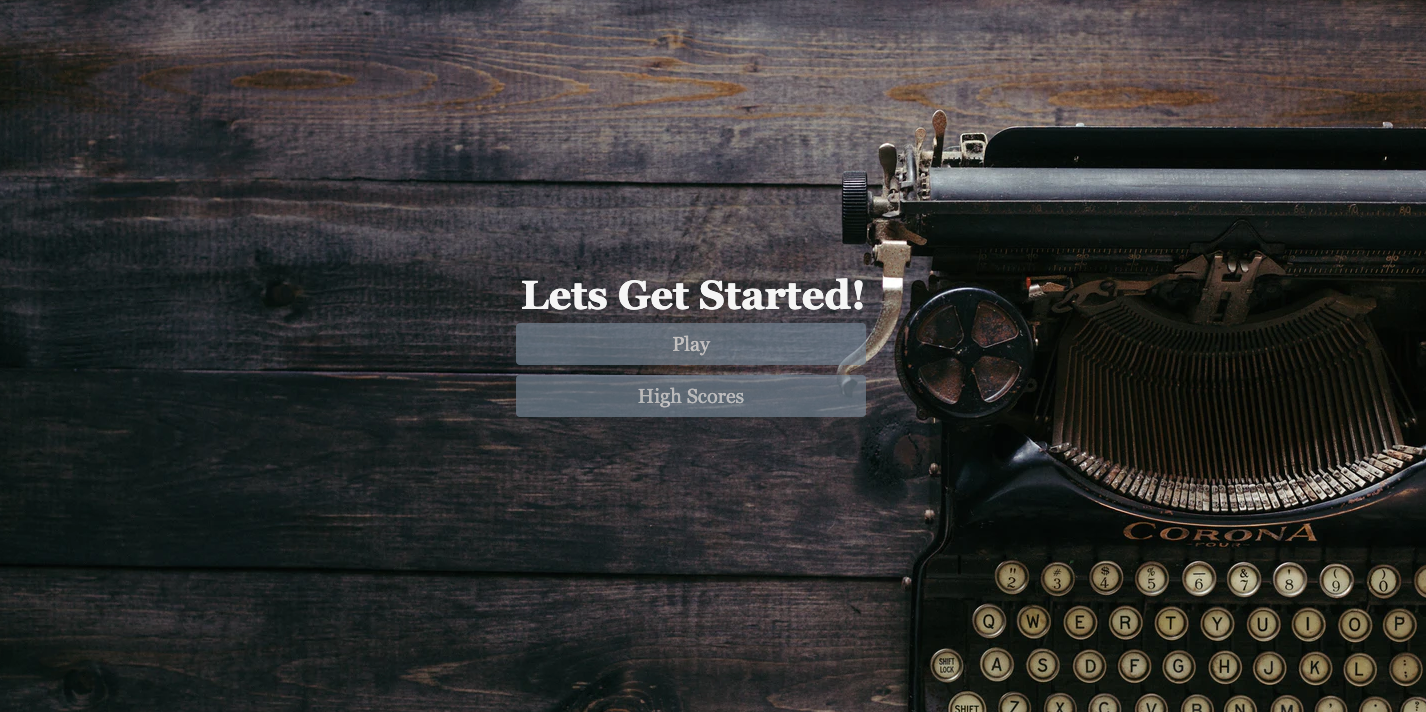 Lets Get Started!
Play
High Scores
CORONA
FOUR
" 2 # 3 $ 4 % 5 _ 6 & 7 ' 8 ( 9 ) 0
Q W E R T Y U I O P
SHIFT LOCK A S D F G H J K L : ;
SHIFT Z X C V B N M